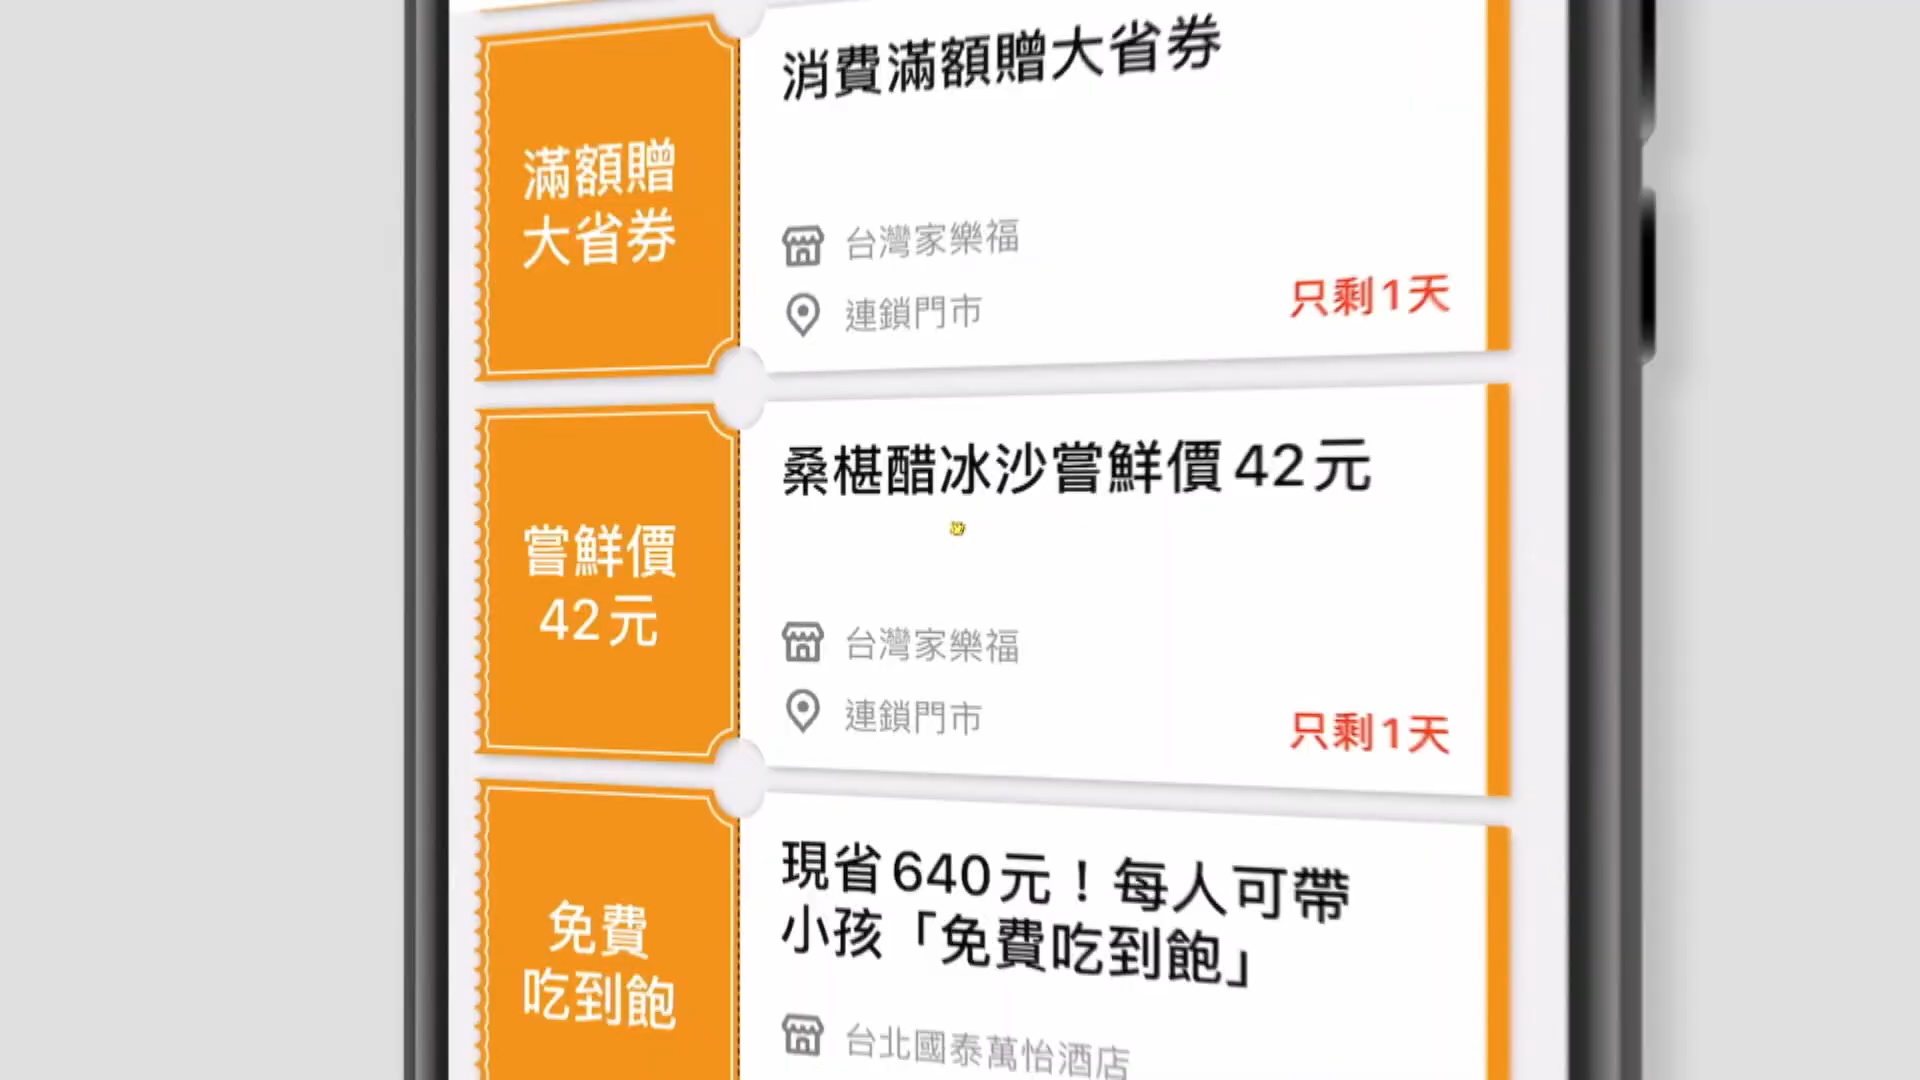 滿額贈
大省券
消費滿額贈大省券
台灣家樂福
連鎖門市
只剩1天
嘗鮮價
42元
桑椹醋冰沙嘗鮮價42元
台灣家樂福
連鎖門市
只剩1天
免費
吃到飽
現省640元！每人可帶
小孩「免費吃到飽」
台北國泰萬怡酒店